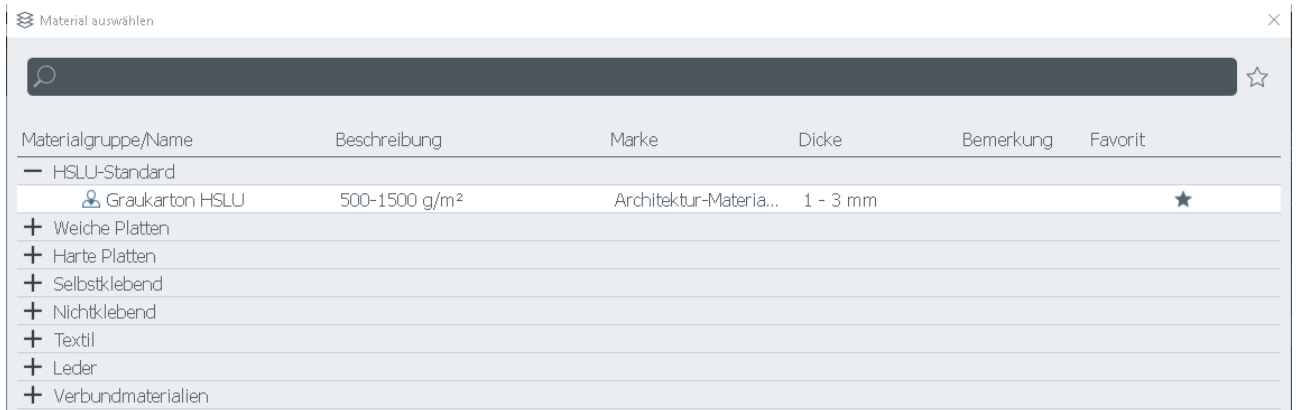 Material auswählen
Materialgruppe/Name Beschreibung Marke Dicke Bemerkung Favorit
HSLU-Standard
Graukarton HSLU 500-1500 g/m² Architektur-Materia... 1 - 3 mm
Weiche Platten
Harte Platten
Selbstklebend
Nichtklebend
Textil
Leder
Verbundmaterialien